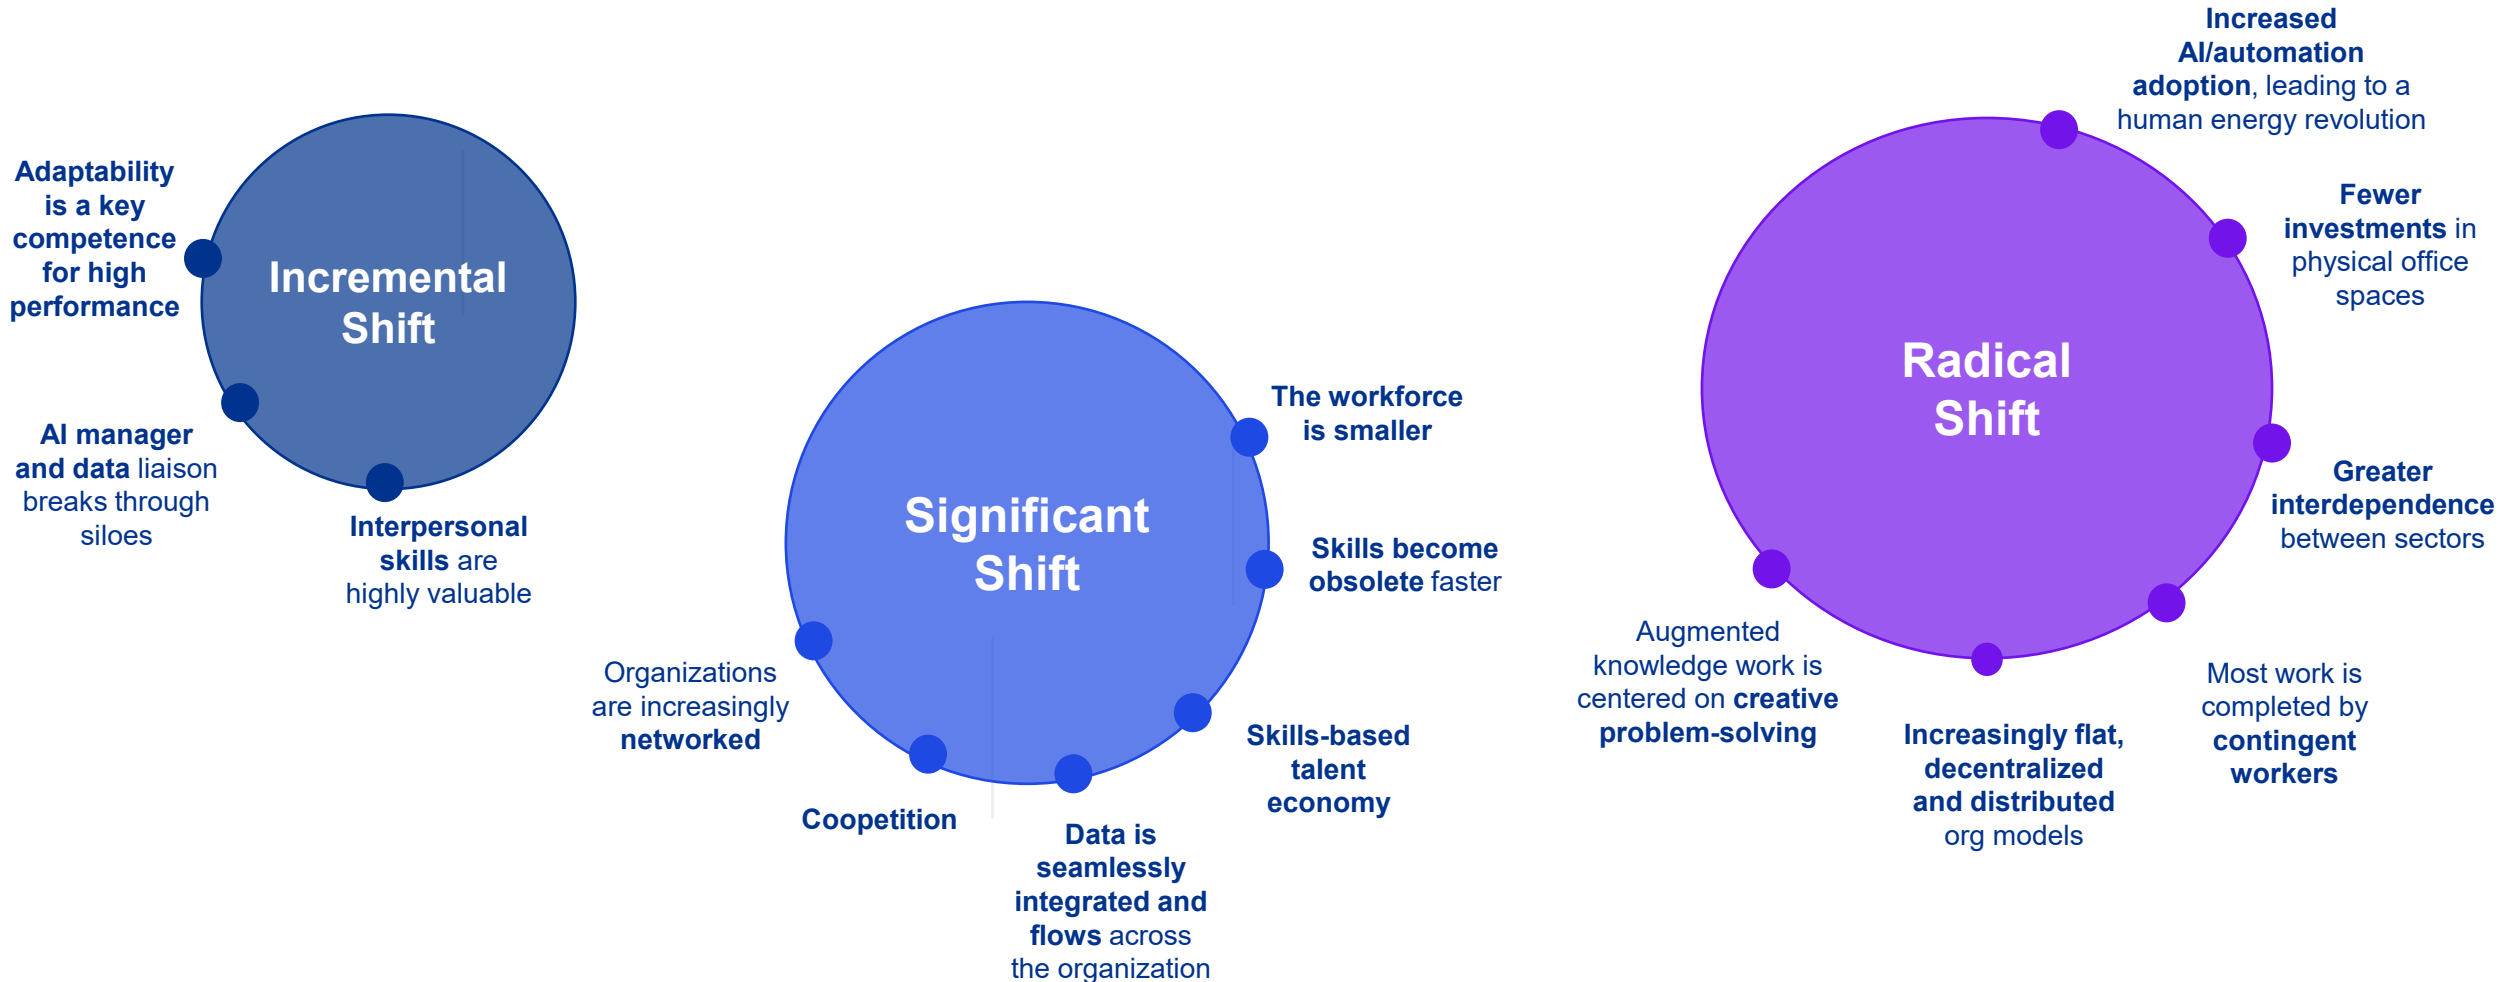 Adaptability
is a key
competence
for high
performance
Incremental
Shift
AI manager
and data liaison
breaks through
siloes
Interpersonal
skills are
highly valuable
Significant
Shift
The workforce
is smaller
Skills become
obsolete faster
Skills-based
talent
economy
Data is
seamlessly
integrated and
flows across
the organization
Coopetition
Organizations
are increasingly
networked
Radical
Shift
Increased
AI/automation
adoption, leading to a
human energy revolution
Fewer
investments in
physical office
spaces
Greater
interdependence
between sectors
Most work is
completed by
contingent
workers
Increasingly flat,
decentralized
and distributed
org models
Augmented
knowledge work is
centered on creative
problem-solving